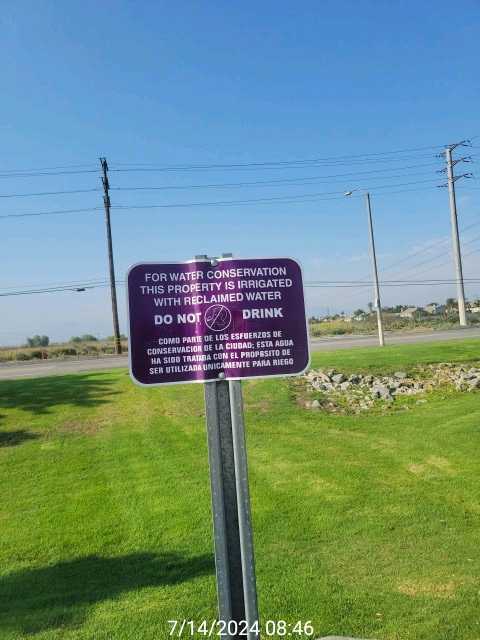 FOR WATER CONSERVATION
THIS PROPERTY IS IRRIGATED
WITH RECLAIMED WATER
DO NOT DRINK
COMO PARTE DE LOS ESFUERZOS DE
CONSERVACION DE LA CIUDAD; ESTA AGUA
HA SIDO TRATADA CON EL PROPOSITO DE
SER UTILIZADA UNICAMENTE PARA RIEGO
7/14/2024 08:46